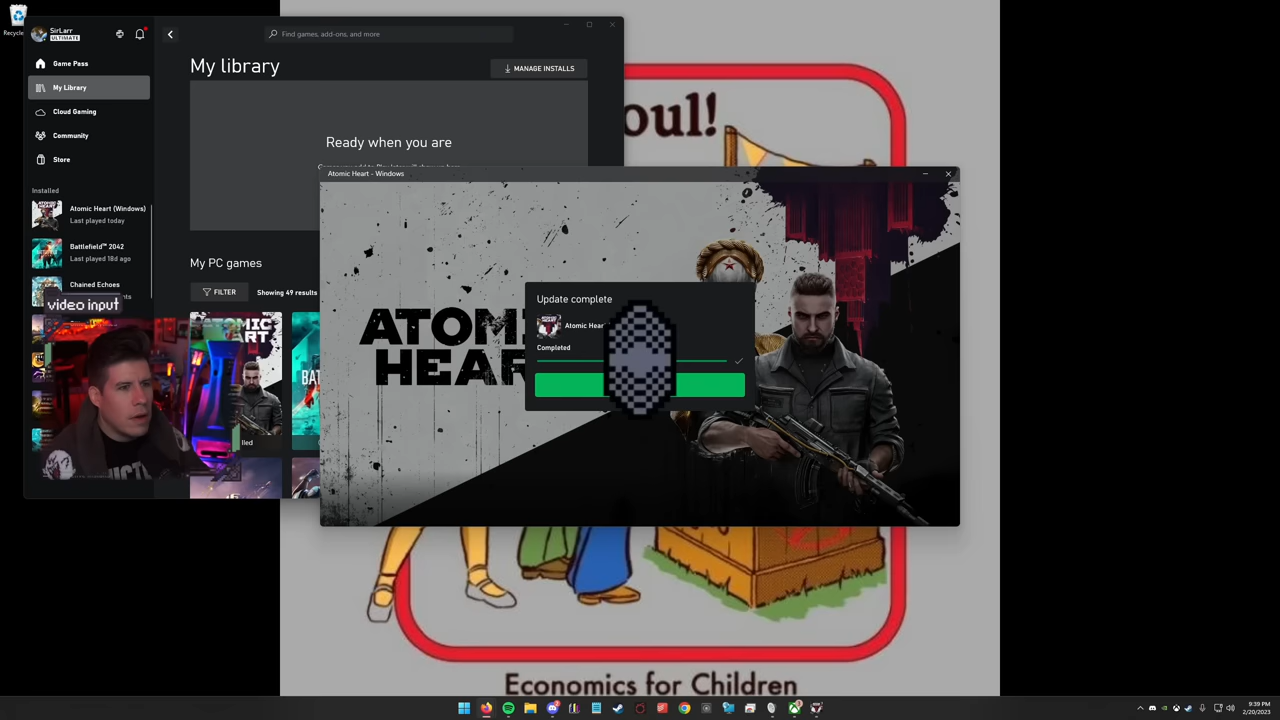 Recycle
SirLarr
ULTIMATE
Find games, add-ons, and more
Game Pass
My Library
Cloud Gaming
Community
Store
Installed
Atomic Heart (Windows)
Last played today
Battlefield™ 2042
Last played 18d ago
Chained Echoes
video input
My library
MANAGE INSTALLS
Ready when you are
My PC games
FILTER
Showing 49 results
oul!
Atomic Heart - Windows
ATOMI
HEAR
Update complete
Atomic Hear
Completed
Economics for Children
9:39 PM
2/20/2023